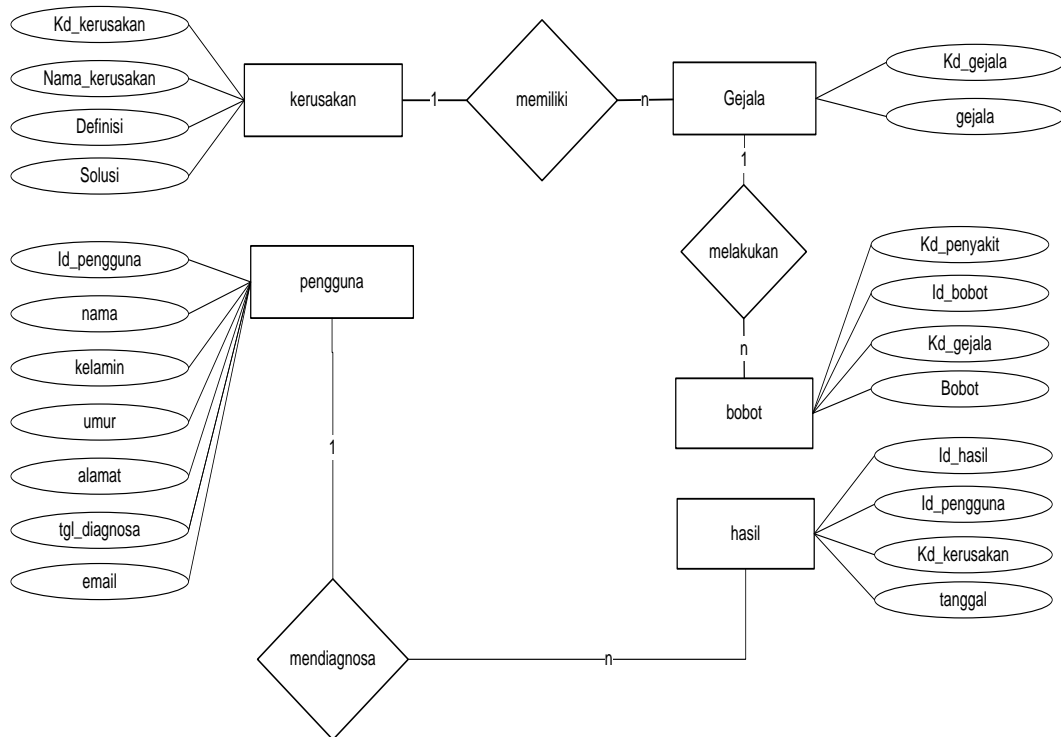 Kd_kerusakan
Nama_kerusakan
Definisi
Solusi
kerusakan
1
memiliki
n
Gejala
Kd_gejala
gejala
1
melakukan
n
bobot
Kd_penyakit
Id_bobot
Kd_gejala
Bobot
Id_pengguna
nama
kelamin
umur
alamat
tgl_diagnosa
email
pengguna
1
mendiagnosa
n
hasil
Id_hasil
Id_pengguna
Kd_kerusakan
tanggal